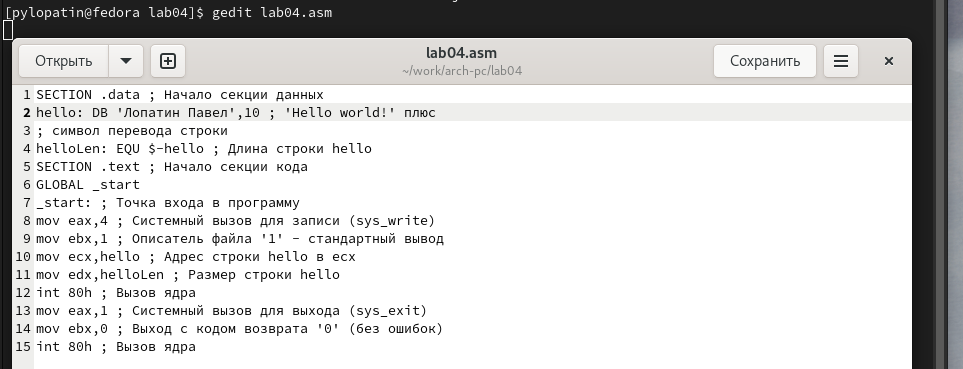 [pylopatin@fedora lab04]$ gedit lab04.asm
Открыть
lab04.asm
~/work/arch-pc/lab04
Сохранить
1 SECTION .data ; Начало секции данных
2 hello: DB 'Лопатин Павел',10 ; 'Hello world!' плюс
3 ; символ перевода строки
4 helloLen: EQU $-hello ; Длина строки hello
5 SECTION .text ; Начало секции кода
6 GLOBAL _start
7 _start: ; Точка входа в программу
8 mov eax,4 ; Системный вызов для записи (sys_write)
9 mov ebx,1 ; Описатель файла '1' - стандартный вывод
10 mov ecx,hello ; Адрес строки hello в ecx
11 mov edx,helloLen ; Размер строки hello
12 int 80h ; Вызов ядра
13 mov eax,1 ; Системный вызов для выхода (sys_exit)
14 mov ebx,0 ; Выход с кодом возврата '0' (без ошибок)
15 int 80h ; Вызов ядра